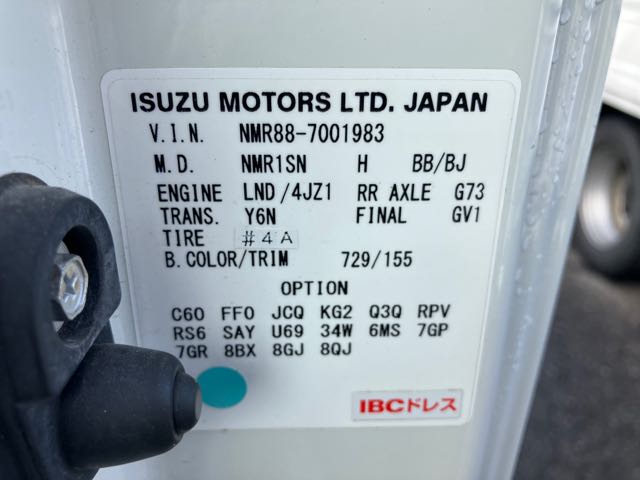 ISUZU MOTORS LTD. JAPAN
V.I.N. NMR88-7001983
M.D. NMR1SN H BB/BJ
ENGINE LND/4JZ1 RR AXLE G73
TRANS. Y6N FINAL GV1
TIRE #4A
B.COLOR/TRIM 729/155
OPTION
C60 FF0 JCQ KG2 Q3Q RPV
RS6 SAY U69 34W 6MS 7GP
7GR 8BX 8GJ 8QJ
IBCドレス